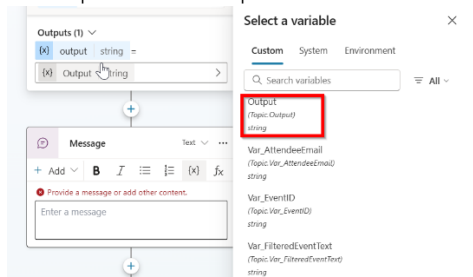 Outputs (1)
{x} output string =
{x} Output string
Message
Text
+ Add B I {x} fx
Provide a message or add other content.
Enter a message
Select a variable
Custom System Environment
Search variables
All
Output
(Topic.Output)
string
Var_AttendeeEmail
(Topic.Var_AttendeeEmail)
string
Var_EventID
(Topic.Var_EventID)
string
Var_FilteredEventText
(Topic.Var_FilteredEventText)
string